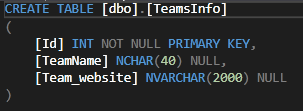 CREATE TABLE [dbo].[TeamsInfo]
(
    [Id] INT NOT NULL PRIMARY KEY,
    [TeamName] NCHAR(40) NULL,
    [Team_website] NVARCHAR(2000) NULL
)